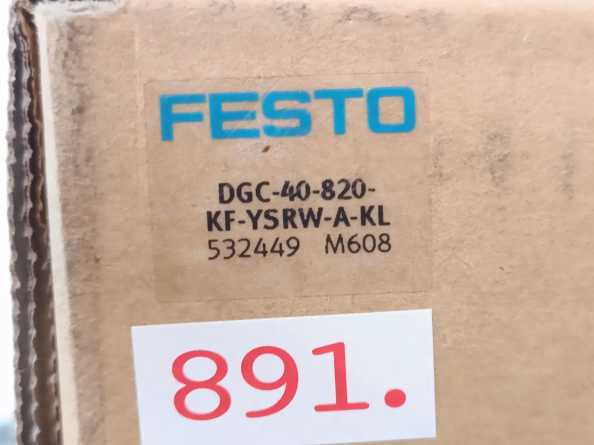 FESTO
DGC-40-820-
KF-YSRW-A-KL
532449 M608
891.